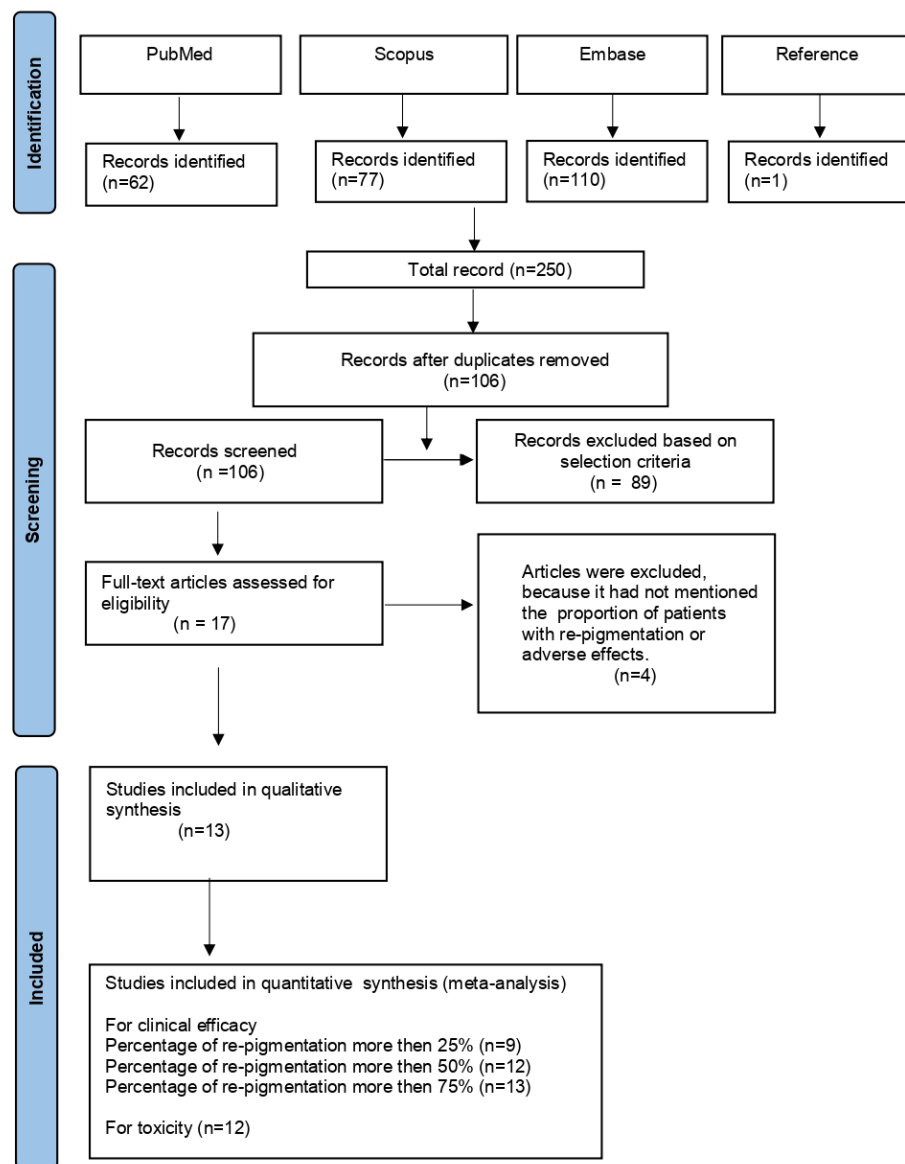 Identification
PubMed
Scopus
Embase
Reference
Records identified
(n=62)
Records identified
(n=77)
Records identified
(n=110)
Records identified
(n=1)
Screening
Total record (n=250)
Records after duplicates removed
(n=106)
Records screened
(n =106)
Records excluded based on
selection criteria
(n = 89)
Full-text articles assessed for
eligibility
(n = 17)
Articles were excluded,
because it had not mentioned
the proportion of patients
with re-pigmentation or
adverse effects.
(n=4)
Included
Studies included in qualitative
synthesis
(n=13)
Studies included in quantitative synthesis (meta-analysis)
For clinical efficacy
Percentage of re-pigmentation more then 25% (n=9)
Percentage of re-pigmentation more then 50% (n=12)
Percentage of re-pigmentation more then 75% (n=13)
For toxicity (n=12)